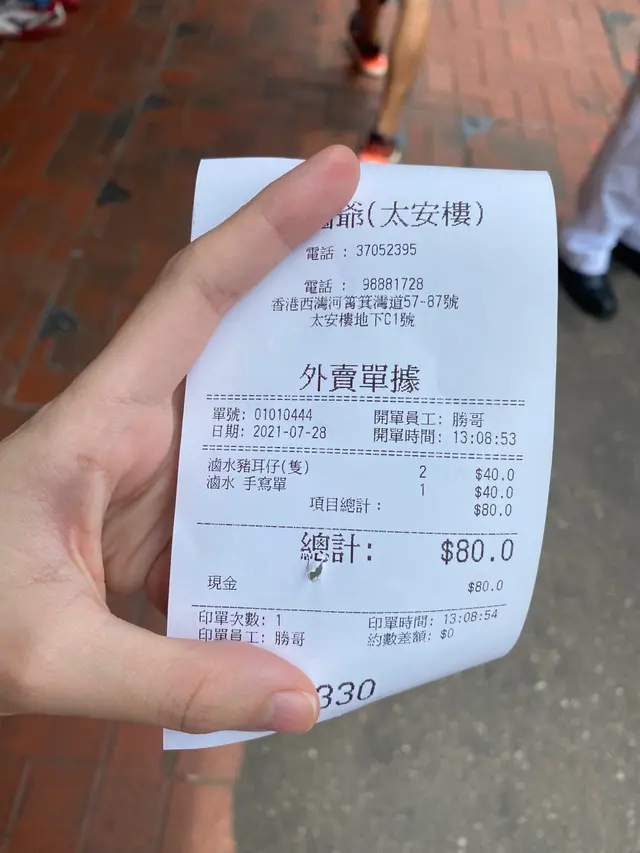 爺(太安樓)
電話 : 37052395
電話 : 98881728
香港西灣河筲箕灣道57-87號
太安樓地下C1號
外賣單據
單號: 01010444 開單員工: 勝哥
日期: 2021-07-28 開單時間: 13:08:53
滷水豬耳仔(隻) 2 $40.0
滷水 手寫單 1 $40.0
項目總計: $80.0
總計: $80.0
現金 $80.0
印單次數: 1 印單時間: 13:08:54
印單員工: 勝哥 約數差額: $0
330